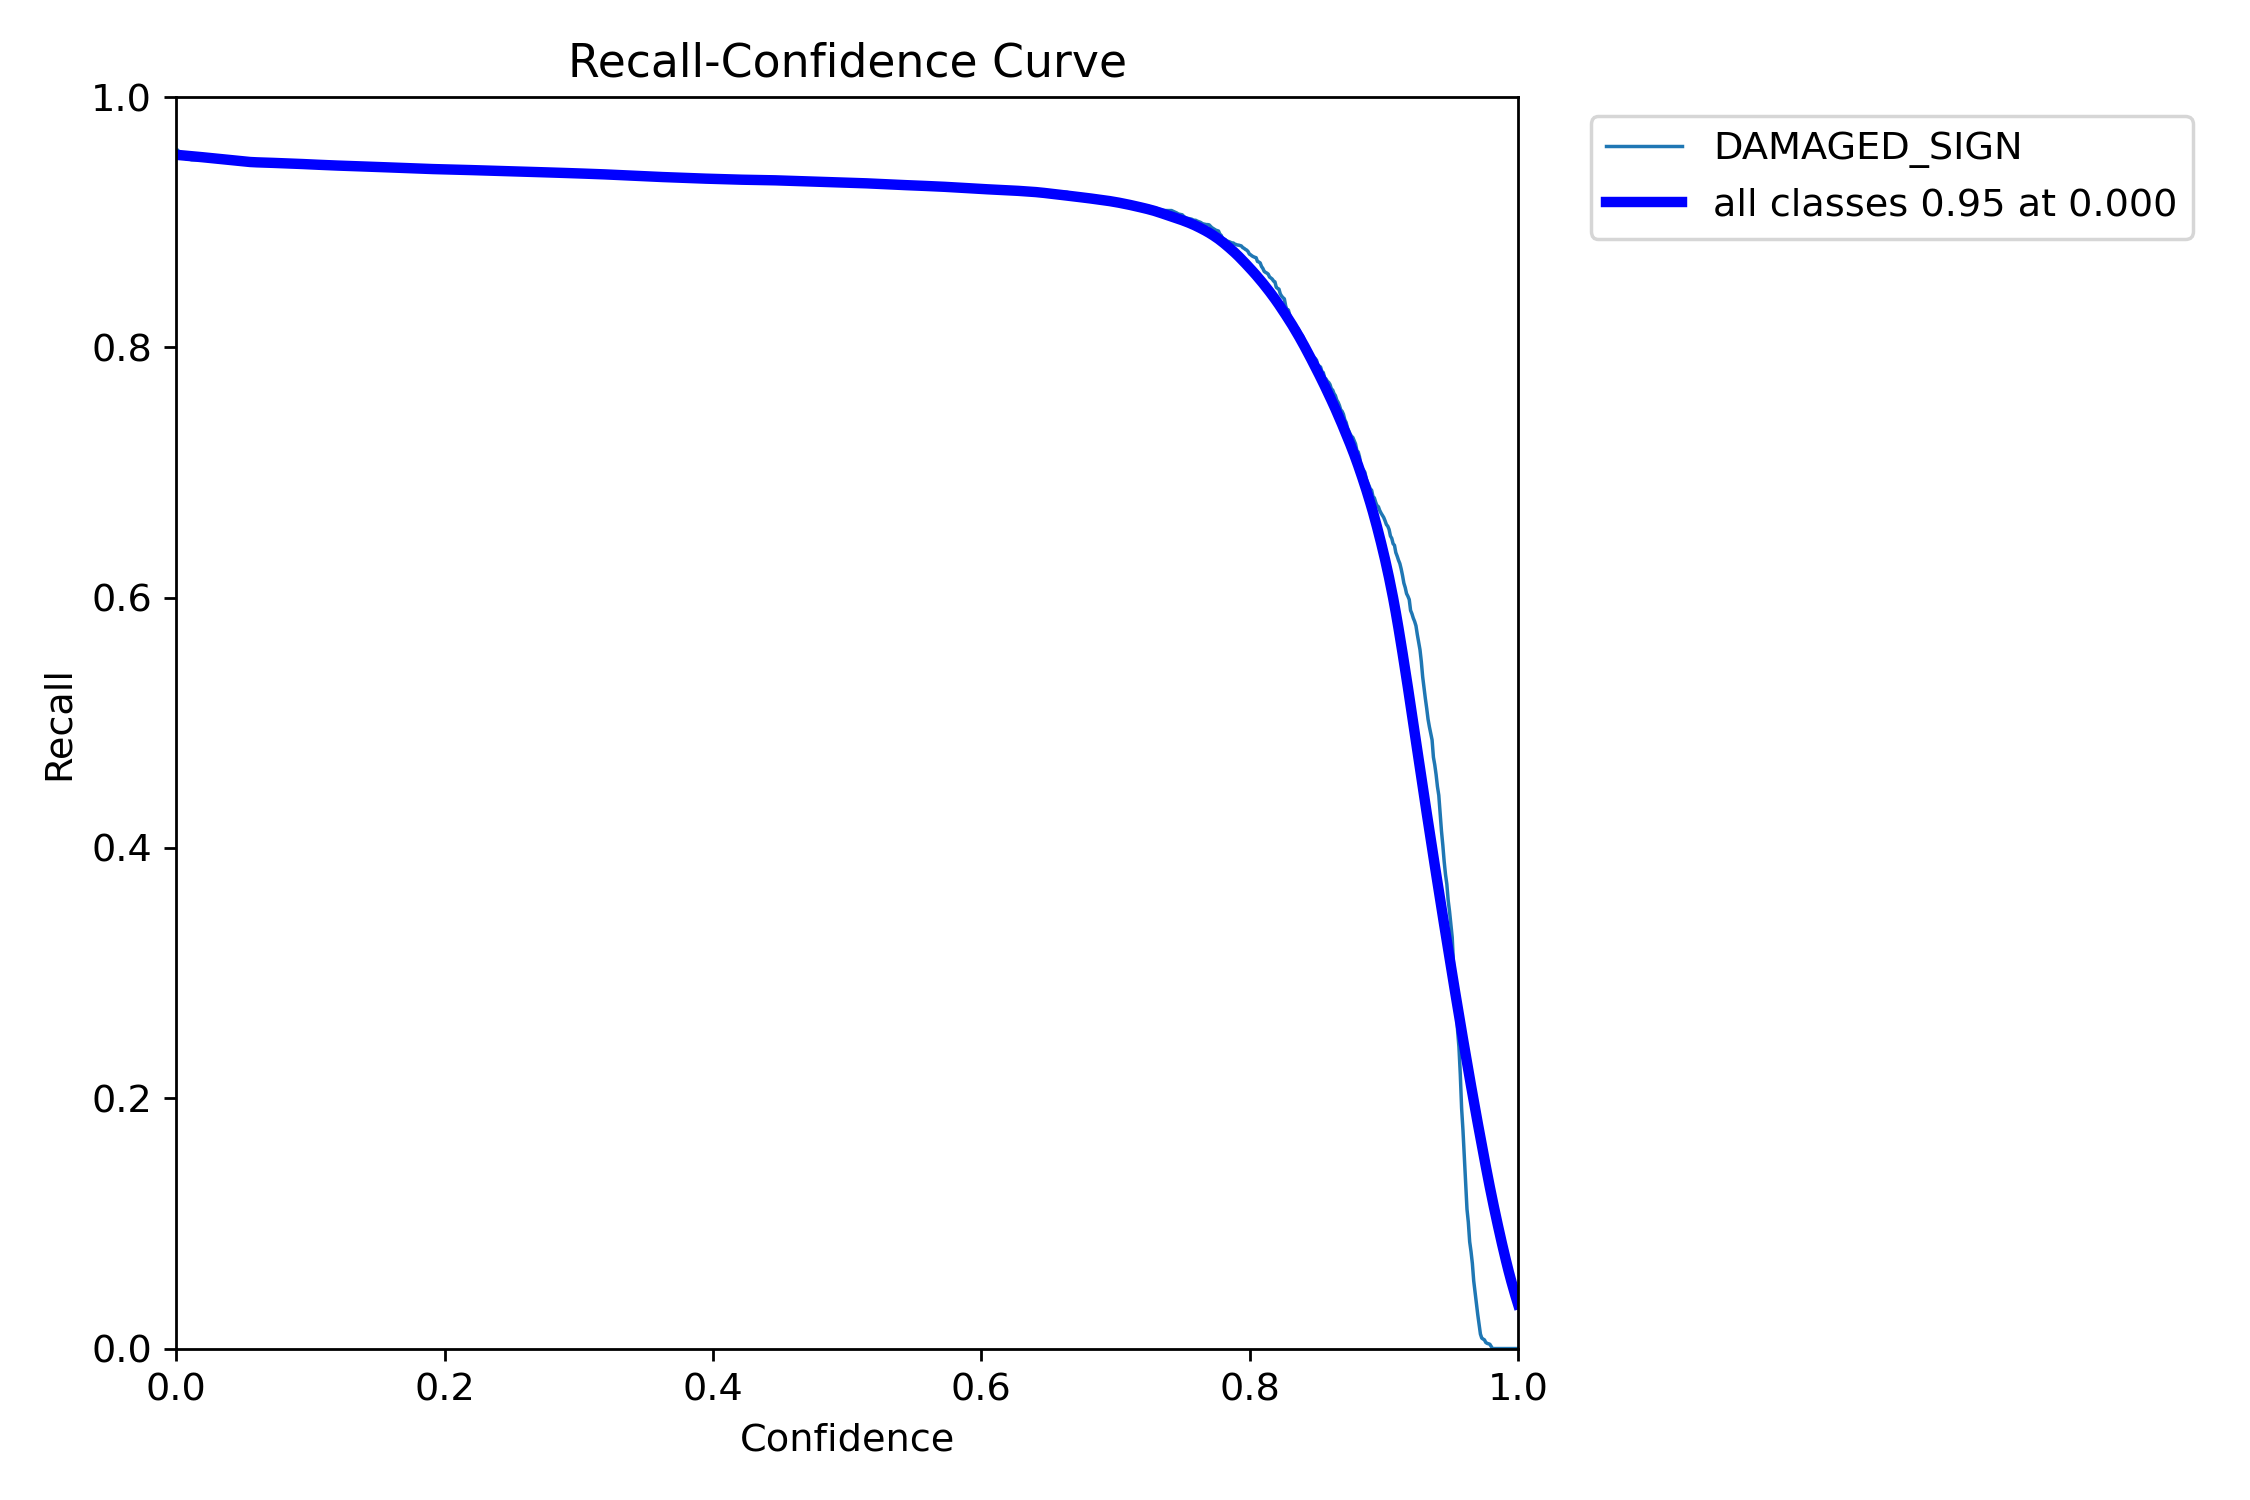 Recall-Confidence Curve
1.0
0.8
0.6
0.4
0.2
0.0
Recall
0.0 0.2 0.4 0.6 0.8 1.0
Confidence
DAMAGED_SIGN
all classes 0.95 at 0.000